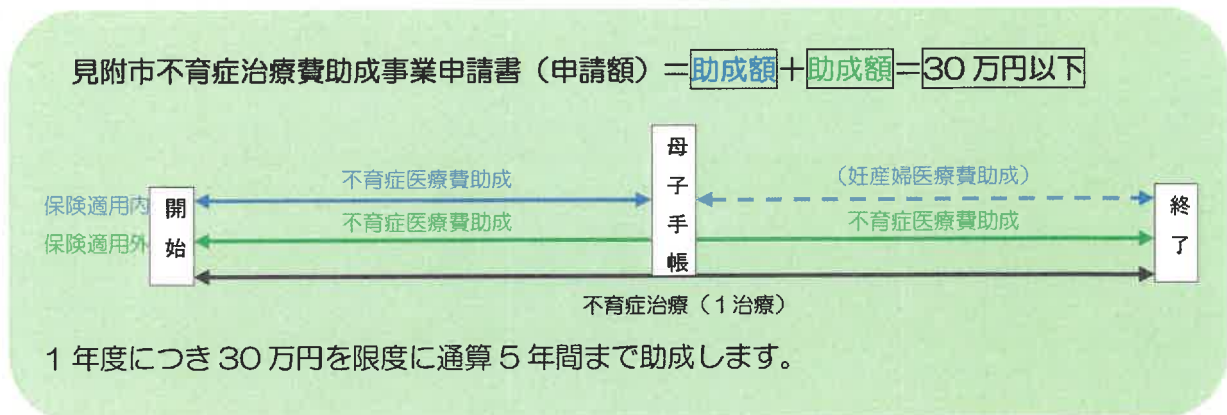 見附市不育症治療費助成事業申請書（申請額）＝助成額＋助成額＝30万円以下
母子手帳
不育症医療費助成
（妊産婦医療費助成）
保険適用内
開始
終了
不育症医療費助成
不育症医療費助成
保険適用外
不育症治療（1治療）
1年度につき30万円を限度に通算5年間まで助成します。